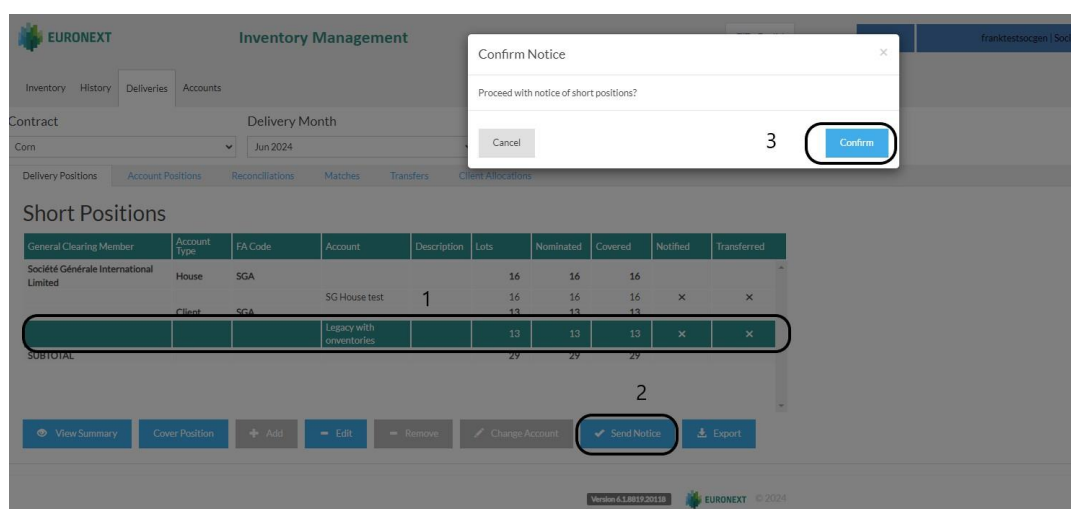 EURONEXT
Inventory Management
franktestsocgen | Soci
Confirm Notice
×
Inventory History Deliveries Accounts
Proceed with notice of short positions?
Contract Delivery Month
Corn Jun 2024
Cancel 3 Confirm
Delivery Positions Account Positions Reconciliations Matches Transfers Client Allocations
Short Positions
General Clearing Member Account Type FA Code Account Description Lots Nominated Covered Notified Transferred
Société Générale International
Limited
House SGA 16 16 16
SG House test 1 16 16 16 × ×
Client SGA 13 13 13
Legacy with
onventories
13 13 13 × ×
SUBTOTAL 29 29 29
2
View Summary Cover Position + Add − Edit − Remove Change Account ✔ Send Notice Export
Version 6.1.8819.20118 EURONEXT © 2024